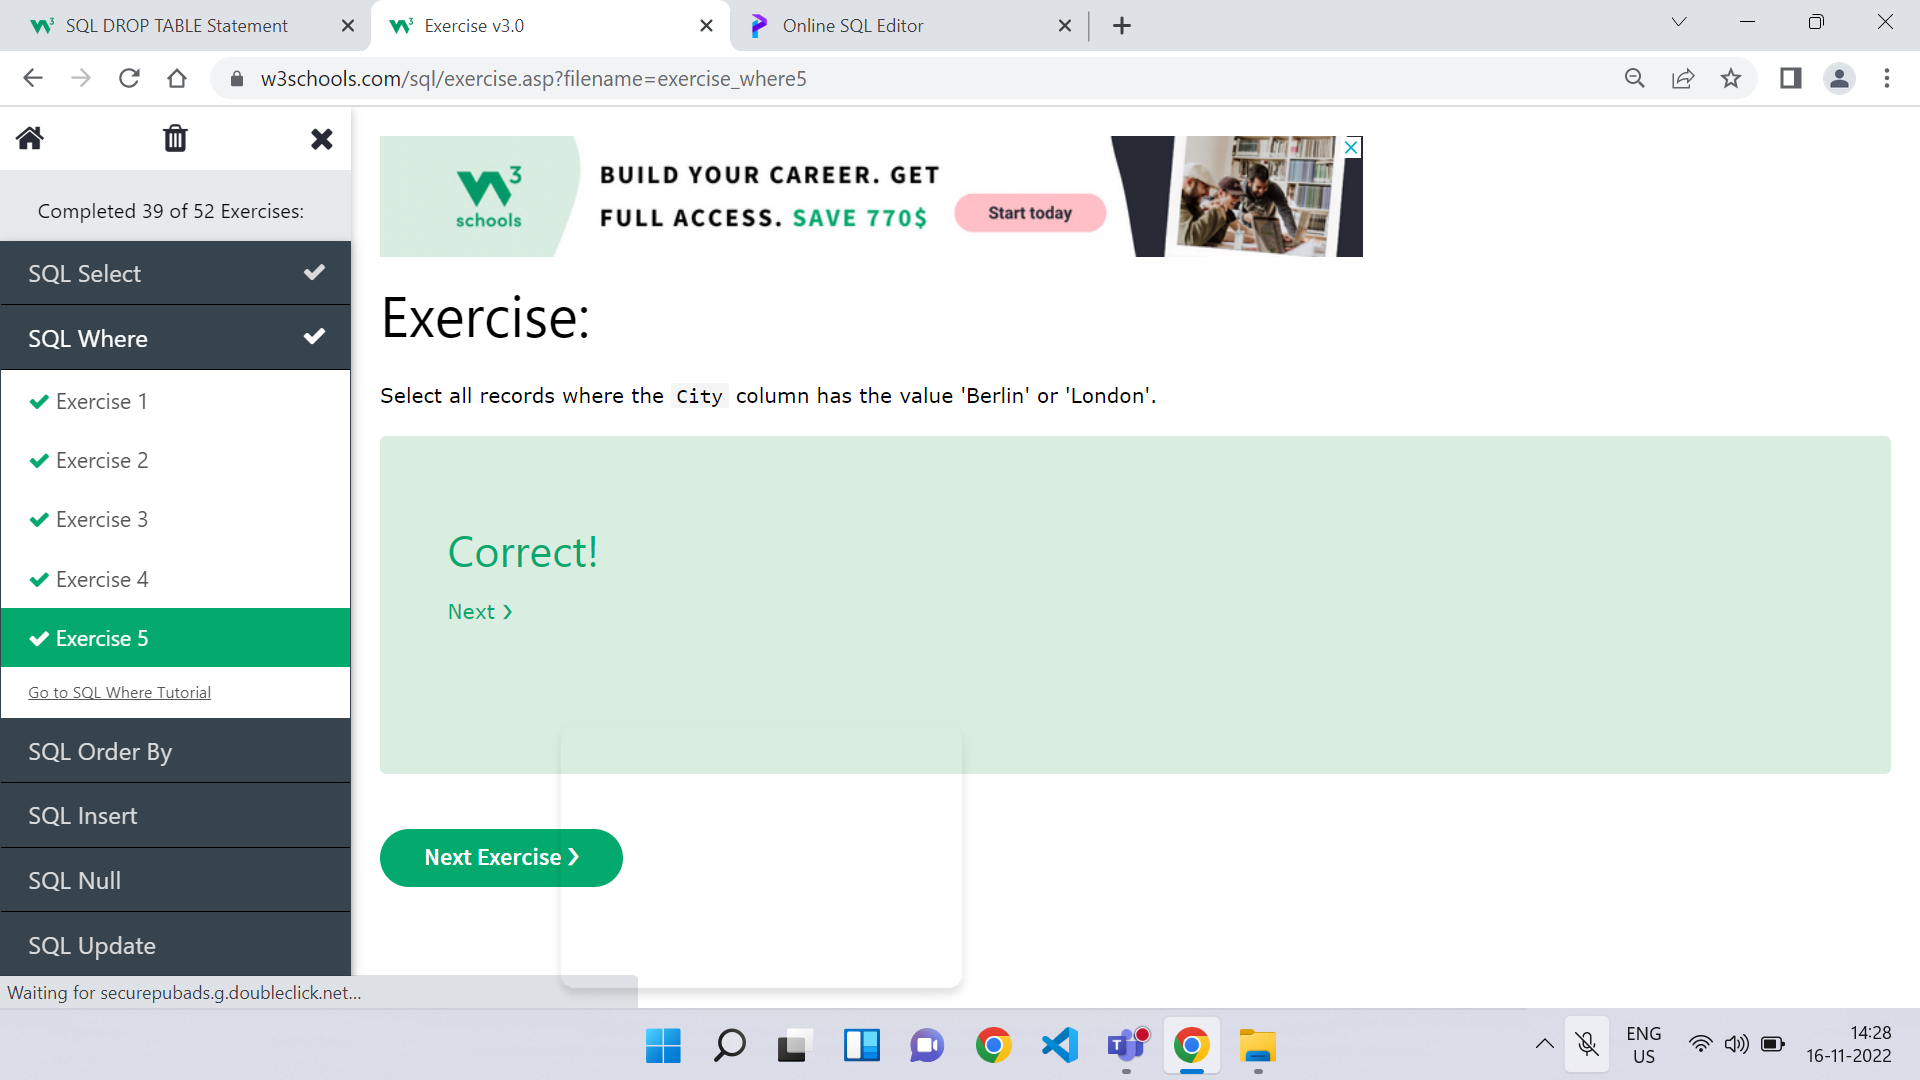 SQL DROP TABLE Statement
Exercise v3.0
Online SQL Editor
w3schools.com/sql/exercise.asp?filename=exercise_where5
Completed 39 of 52 Exercises:
SQL Select
SQL Where
Exercise 1
Exercise 2
Exercise 3
Exercise 4
Exercise 5
Go to SQL Where Tutorial
SQL Order By
SQL Insert
SQL Null
SQL Update
Waiting for securepubads.g.doubleclick.net...
3
schools
BUILD YOUR CAREER. GET
FULL ACCESS. SAVE 770$
Start today
Exercise:
Select all records where the City column has the value 'Berlin' or 'London'.
Correct!
Next ❯
Next Exercise ❯
ENG
US
14:28
16-11-2022